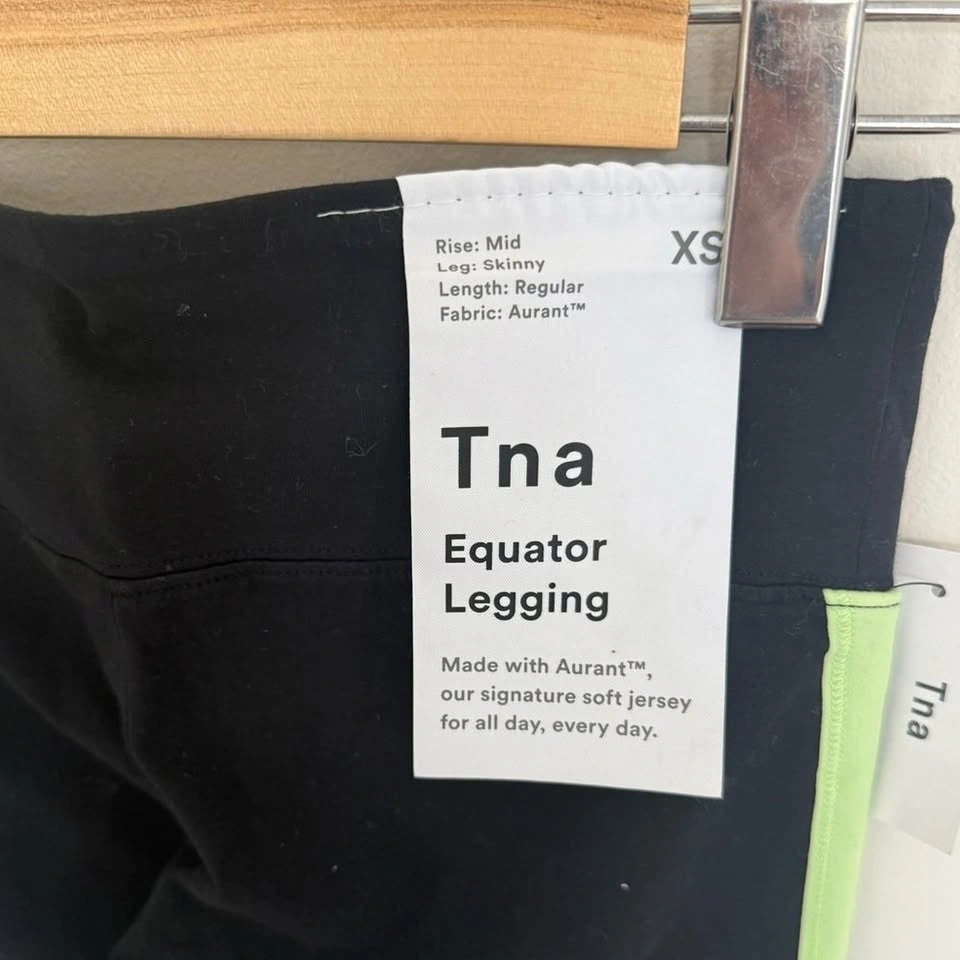 Rise: Mid
Leg: Skinny
Length: Regular
Fabric: Aurant™
XS
Tna
Equator
Legging
Made with Aurant™,
our signature soft jersey
for all day, every day.
Tna